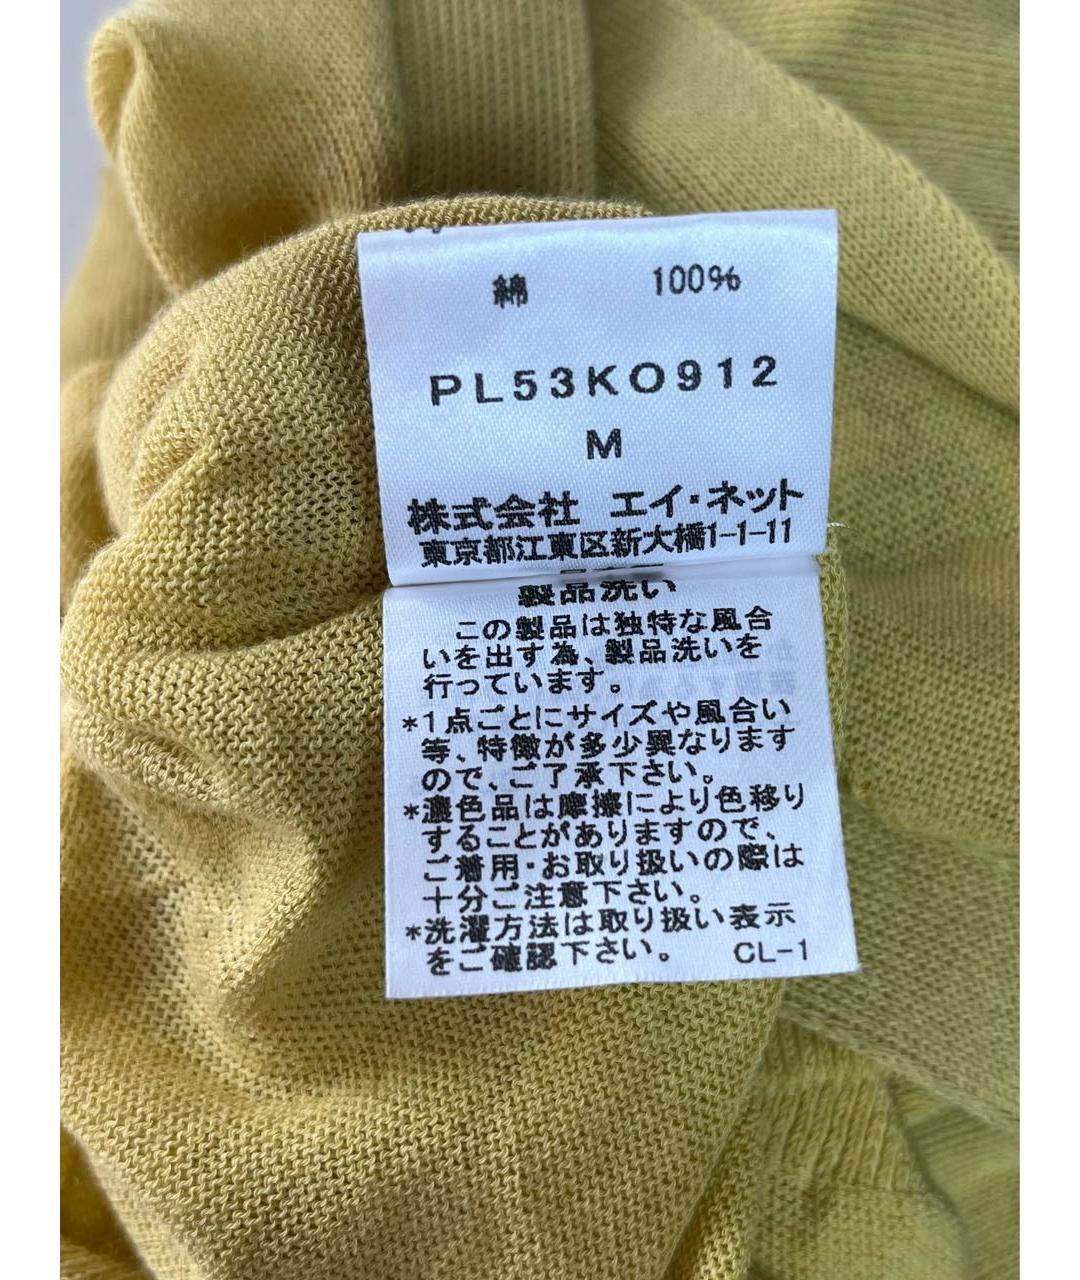 綿 100%
PL53KO912
M
株式会社 エイ・ネット
東京都江東区新大橋1-1-11
製品洗い
この製品は独特な風合
いを出す為、製品洗いを
行っています。
*1点ごとにサイズや風合い
等、特徴が多少異なります
ので、ご了承下さい。
*濃色品は摩擦により色移り
することがありますので、
ご着用・お取り扱いの際は
十分ご注意下さい。
*洗濯方法は取り扱い表示
をご確認下さい。 CL-1